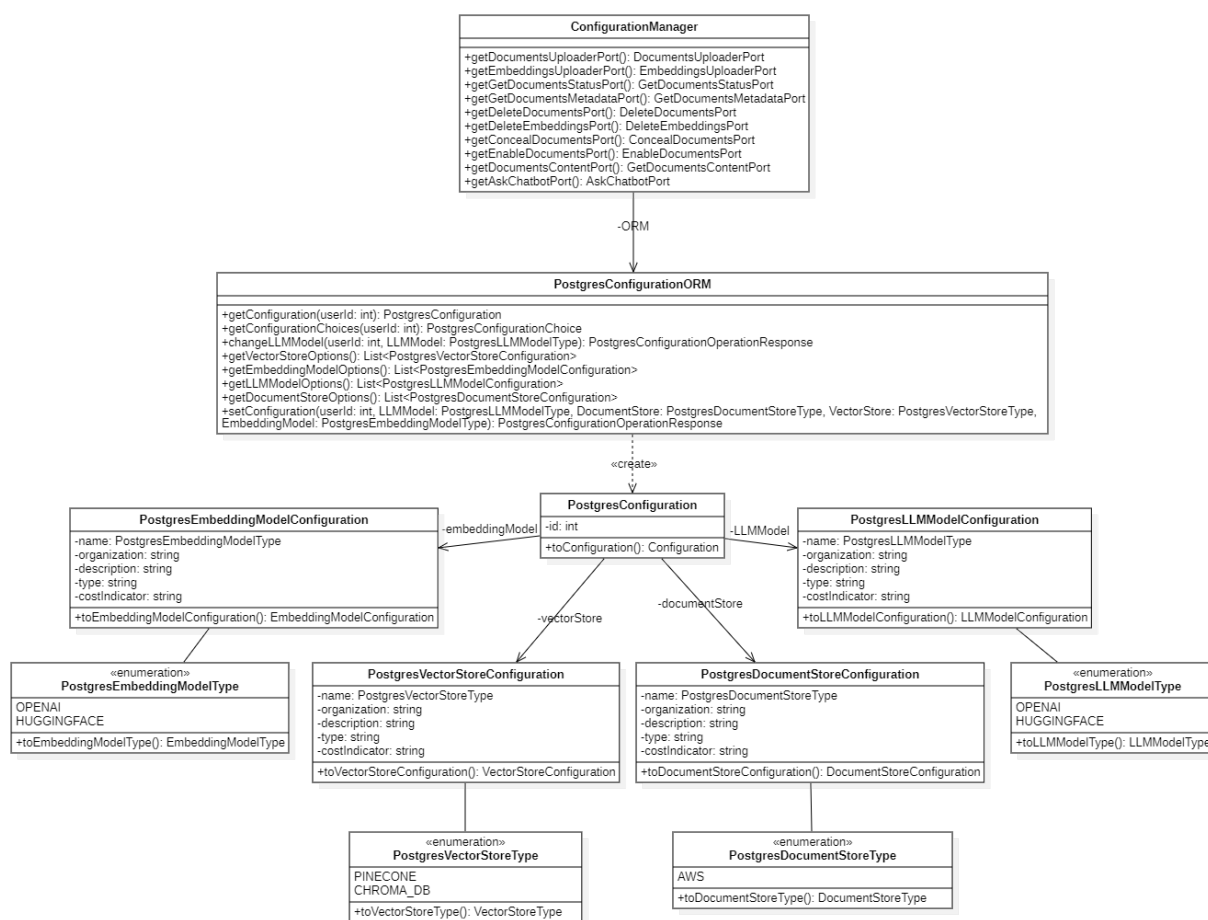 ConfigurationManager
+getDocumentsUploaderPort(): DocumentsUploaderPort
+getEmbeddingsUploaderPort(): EmbeddingsUploaderPort
+getGetDocumentsStatusPort(): GetDocumentsStatusPort
+getGetDocumentsMetadataPort(): GetDocumentsMetadataPort
+getDeleteDocumentsPort(): DeleteDocumentsPort
+getDeleteEmbeddingsPort(): DeleteEmbeddingsPort
+getConcealDocumentsPort(): ConcealDocumentsPort
+getEnableDocumentsPort(): EnableDocumentsPort
+getDocumentsContentPort(): GetDocumentsContentPort
+getAskChatbotPort(): AskChatbotPort
-ORM
PostgresConfigurationORM
+getConfiguration(userId: int): PostgresConfiguration
+getConfigurationChoices(userId: int): PostgresConfigurationChoice
+changeLLMModel(userId: int, LLMModel: PostgresLLMModelType): PostgresConfigurationOperationResponse
+getVectorStoreOptions(): List<PostgresVectorStoreConfiguration>
+getEmbeddingModelOptions(): List<PostgresEmbeddingModelConfiguration>
+getLLMModelOptions(): List<PostgresLLMModelConfiguration>
+getDocumentStoreOptions(): List<PostgresDocumentStoreConfiguration>
+setConfiguration(userId: int, LLMModel: PostgresLLMModelType, DocumentStore: PostgresDocumentStoreType, VectorStore: PostgresVectorStoreType,
EmbeddingModel: PostgresEmbeddingModelType): PostgresConfigurationOperationResponse
«create»
PostgresConfiguration
-id: int
+toConfiguration(): Configuration
-embeddingModel
-LLMModel
-vectorStore
-documentStore
PostgresEmbeddingModelConfiguration
-name: PostgresEmbeddingModelType
-organization: string
-description: string
-type: string
-costIndicator: string
+toEmbeddingModelConfiguration(): EmbeddingModelConfiguration
PostgresLLMModelConfiguration
-name: PostgresLLMModelType
-organization: string
-description: string
-type: string
-costIndicator: string
+toLLMModelConfiguration(): LLMModelConfiguration
«enumeration»
PostgresEmbeddingModelType
OPENAI
HUGGINGFACE
+toEmbeddingModelType(): EmbeddingModelType
PostgresVectorStoreConfiguration
-name: PostgresVectorStoreType
-organization: string
-description: string
-type: string
-costIndicator: string
+toVectorStoreConfiguration(): VectorStoreConfiguration
PostgresDocumentStoreConfiguration
-name: PostgresDocumentStoreType
-organization: string
-description: string
-type: string
-costIndicator: string
+toDocumentStoreConfiguration(): DocumentStoreConfiguration
«enumeration»
PostgresLLMModelType
OPENAI
HUGGINGFACE
+toLLMModelType(): LLMModelType
«enumeration»
PostgresVectorStoreType
PINECONE
CHROMA_DB
+toVectorStoreType(): VectorStoreType
«enumeration»
PostgresDocumentStoreType
AWS
+toDocumentStoreType(): DocumentStoreType